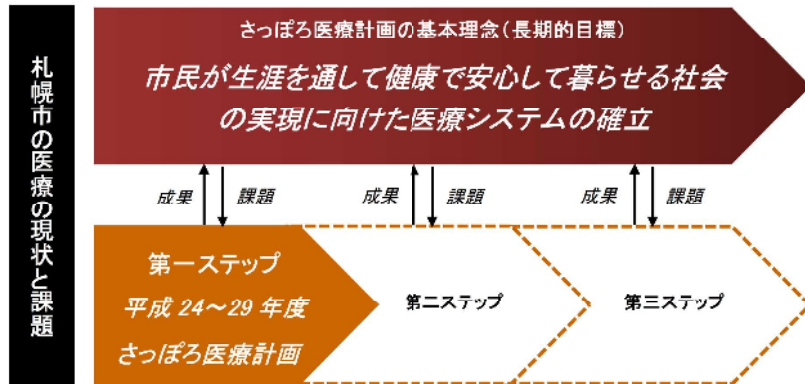 札幌市の医療の現状と課題
さっぽろ医療計画の基本理念(長期的目標)
市民が生涯を通して健康で安心して暮らせる社会
の実現に向けた医療システムの確立
成果
課題
成果
課題
成果
課題
第一ステップ
平成24～29年度
さっぽろ医療計画
第二ステップ
第三ステップ